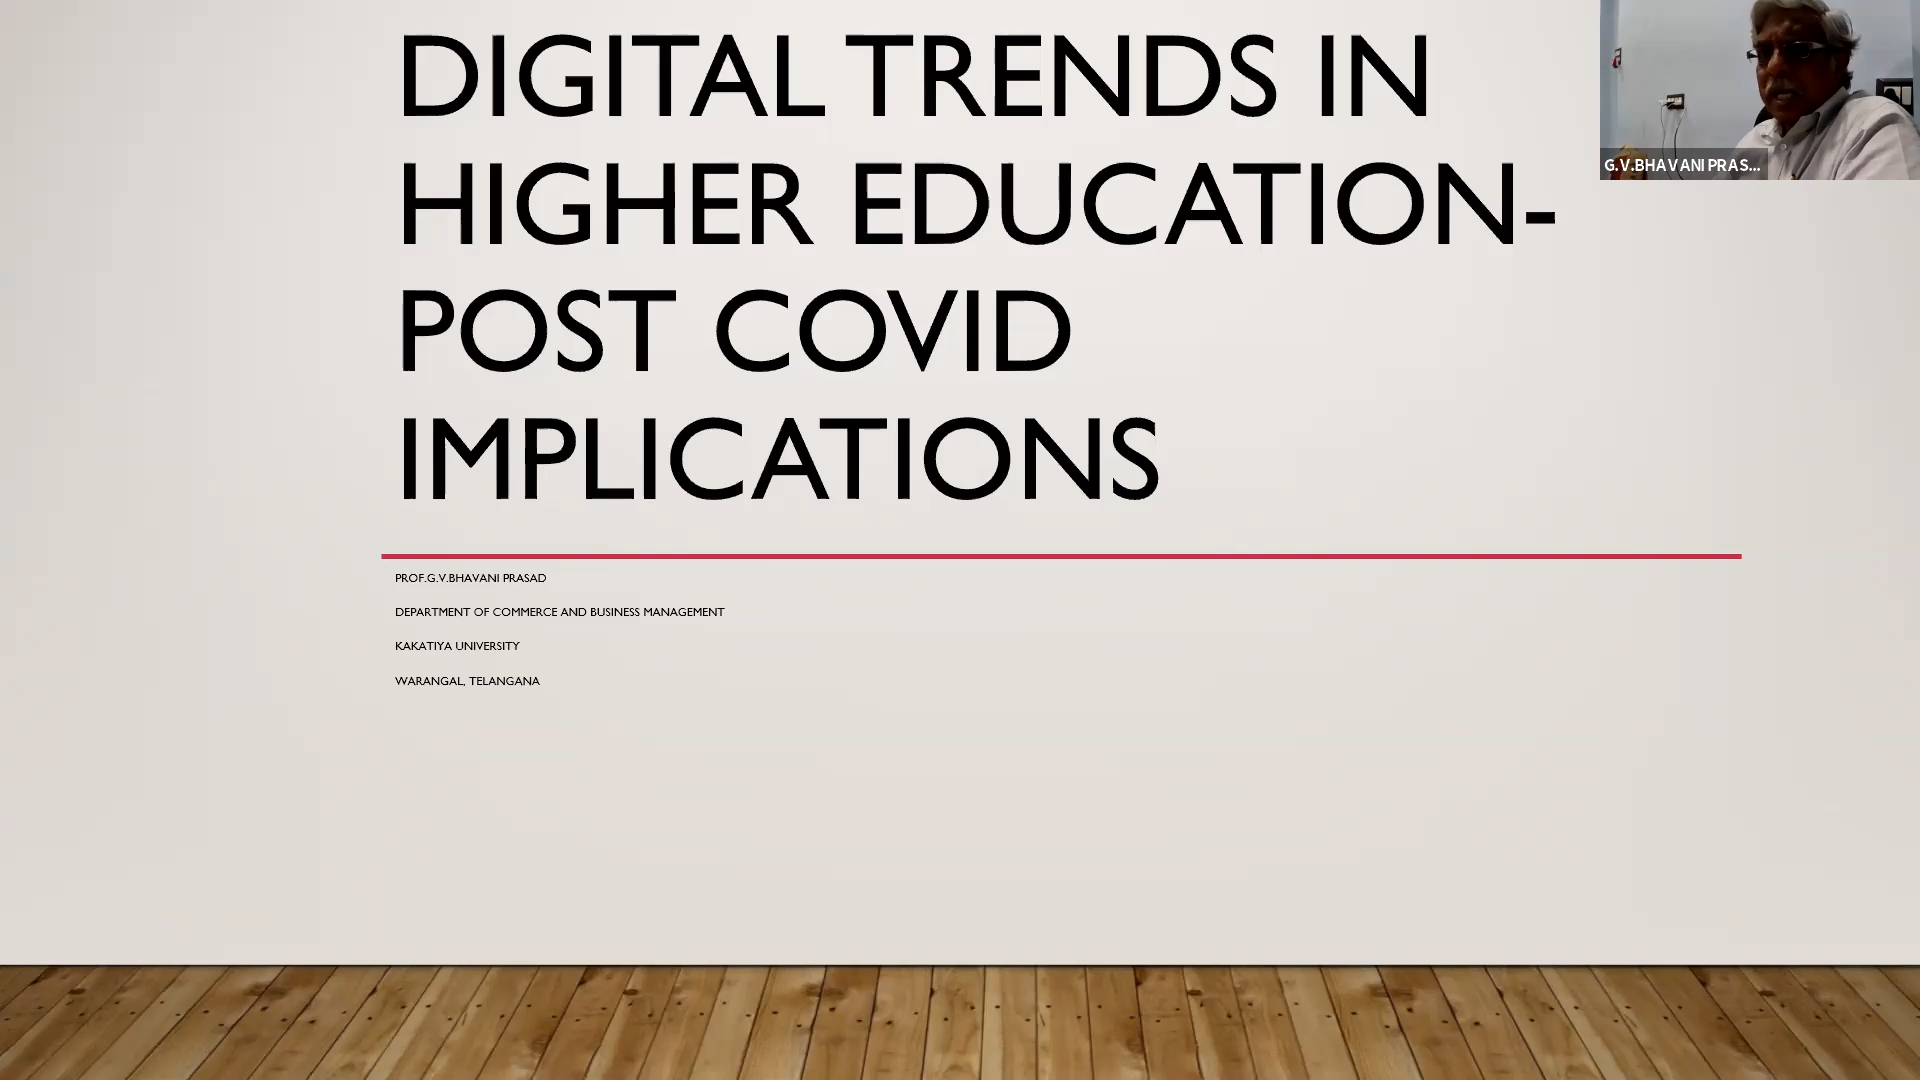 DIGITAL TRENDS IN
HIGHER EDUCATION-
POST COVID
IMPLICATIONS
G.V.BHAVANI PRAS...
PROF.G.V.BHAVANI PRASAD
DEPARTMENT OF COMMERCE AND BUSINESS MANAGEMENT
KAKATIYA UNIVERSITY
WARANGAL, TELANGANA